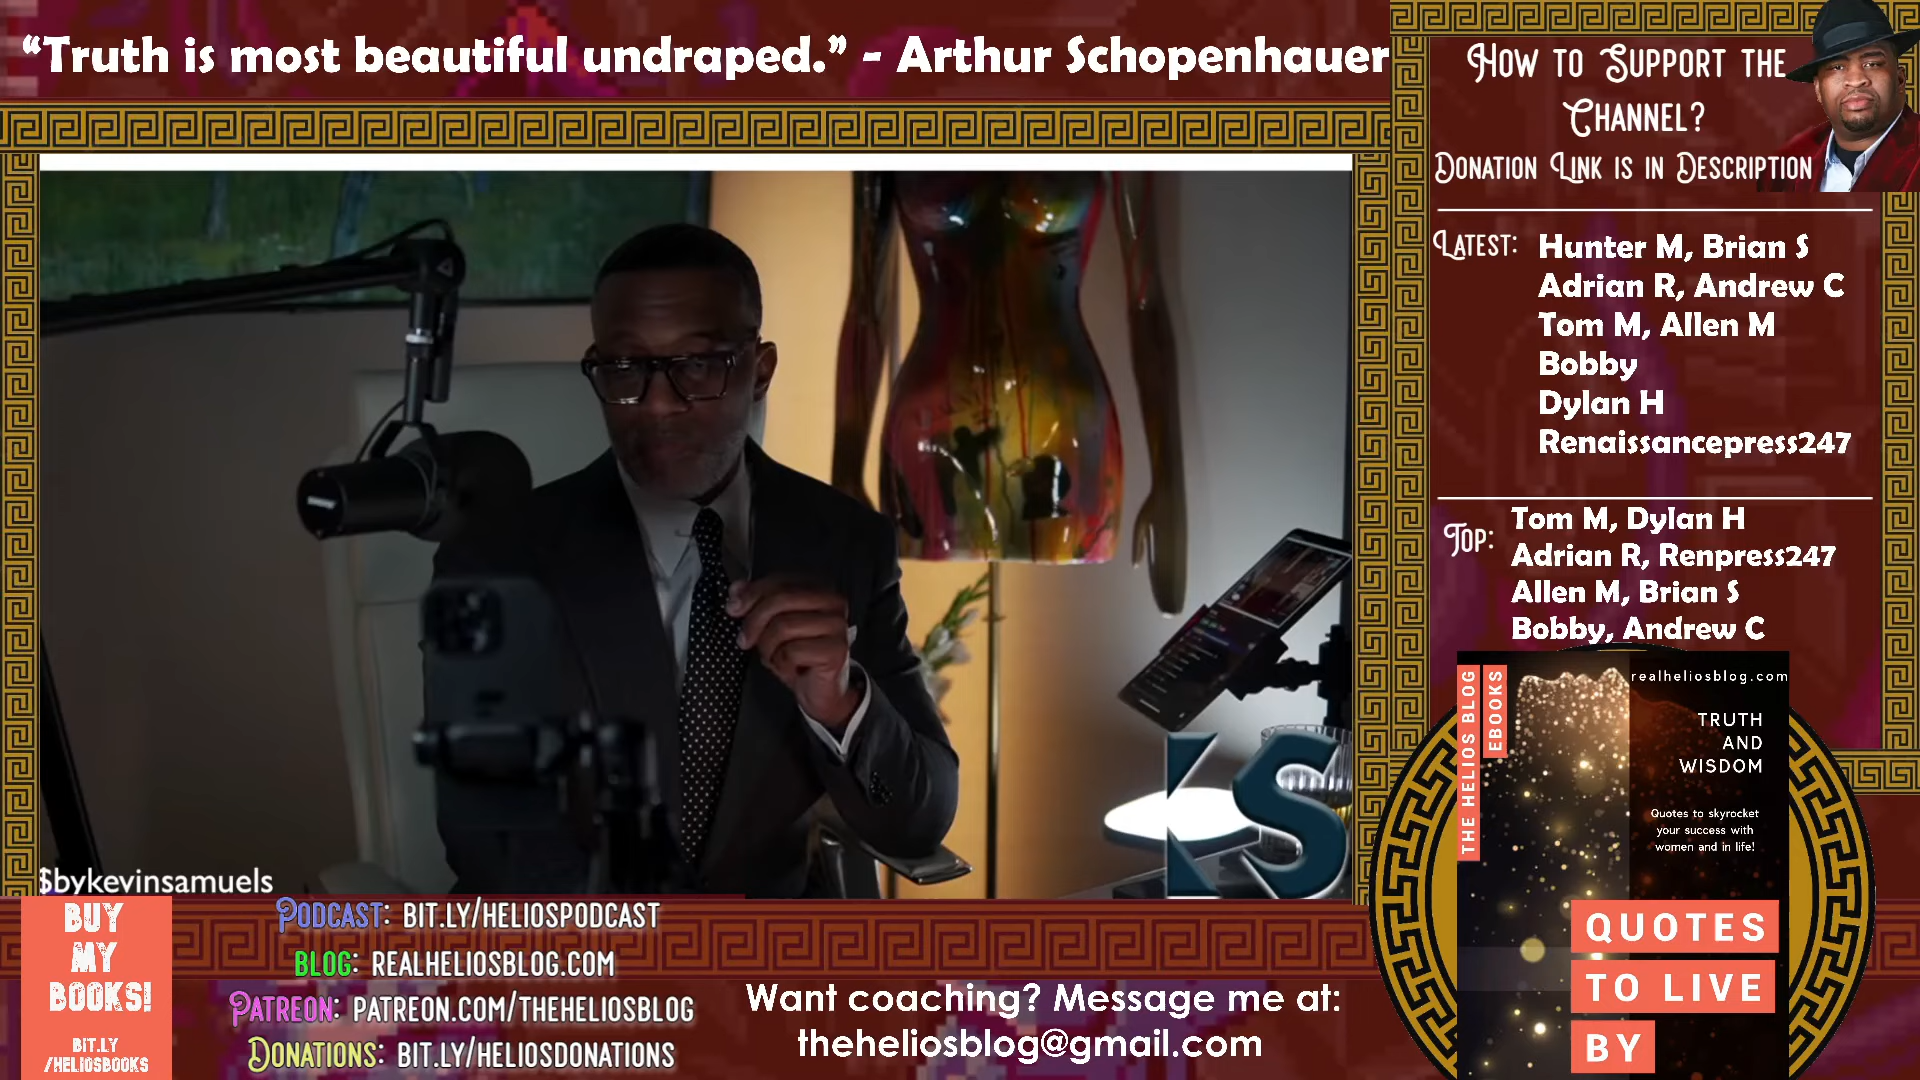 “Truth is most beautiful undraped.” - Arthur Schopenhauer
How to Support the
Channel?
Donation Link is in Description
Latest:
Hunter M, Brian S
Adrian R, Andrew C
Tom M, Allen M
Bobby
Dylan H
Renaissancepress247
Top:
Tom M, Dylan H
Adrian R, Renpress247
Allen M, Brian S
Bobby, Andrew C
THE HELIOS BLOG
EBOOKS
realheliosblog.com
TRUTH
AND
WISDOM
Quotes to skyrocket
your success with
women and in life!
QUOTES
TO LIVE
BY
KS
$bykevinsamuels
BUY
MY
BOOKS!
BIT.LY
/HELIOSBOOKS
Podcast: BIT.LY/HELIOSPODCAST
BLOG: REALHELIOSBLOG.COM
Patreon: PATREON.COM/THEHELIOSBLOG
Donations: BIT.LY/HELIOSDONATIONS
Want coaching? Message me at:
theheliosblog@gmail.com